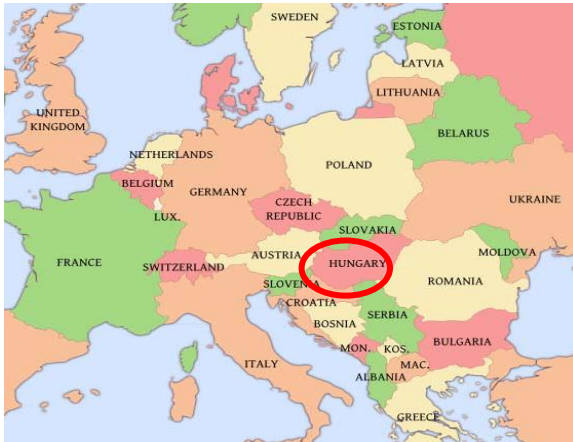 SWEDEN
ESTONIA
LATVIA
LITHUANIA
UNITED
KINGDOM
BELARUS
NETHERLANDS
POLAND
BELGIUM
GERMANY
CZECH
REPUBLIC
UKRAINE
LUX.
SLOVAKIA
AUSTRIA
MOLDOVA
FRANCE
SWITZERLAND
HUNGARY
ROMANIA
SLOVENIA
CROATIA
BOSNIA
SERBIA
BULGARIA
MON.
KOS.
ITALY
MAC.
ALBANIA
GREECE